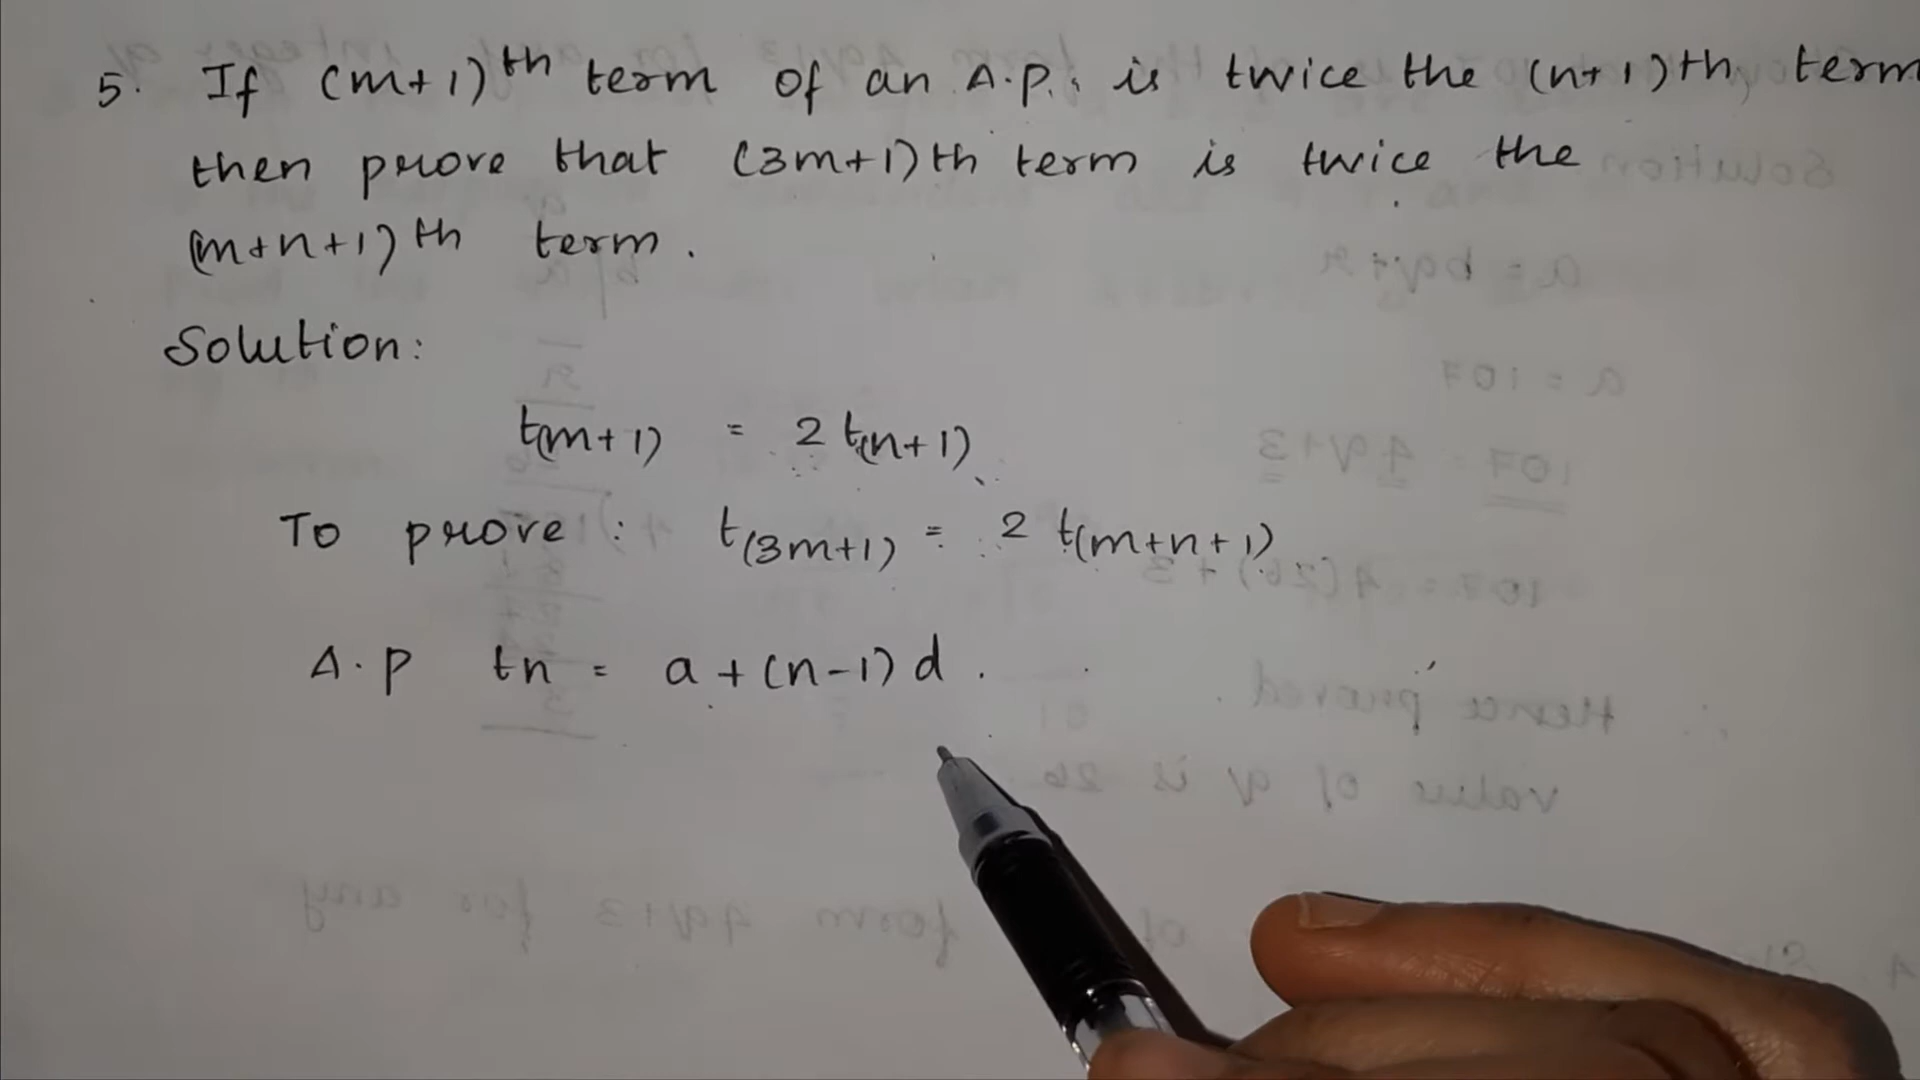 5. If (m+1)th term of an A.P. is twice the (n+1)th term
then prove that (3m+1)th term is twice the
(m+n+1)th term.
Solution:
t(m+1) = 2 t(n+1)
To prove: t(3m+1) = 2 t(m+n+1)
A.P tn = a+(n-1)d.